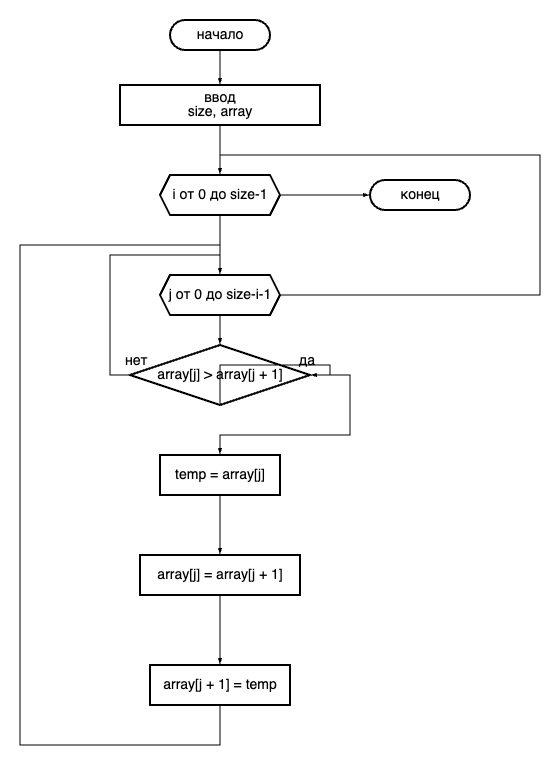 начало
ввод
size, array
i от 0 до size-1
конец
j от 0 до size-i-1
нет
да
array[j] > array[j + 1]
temp = array[j]
array[j] = array[j + 1]
array[j + 1] = temp